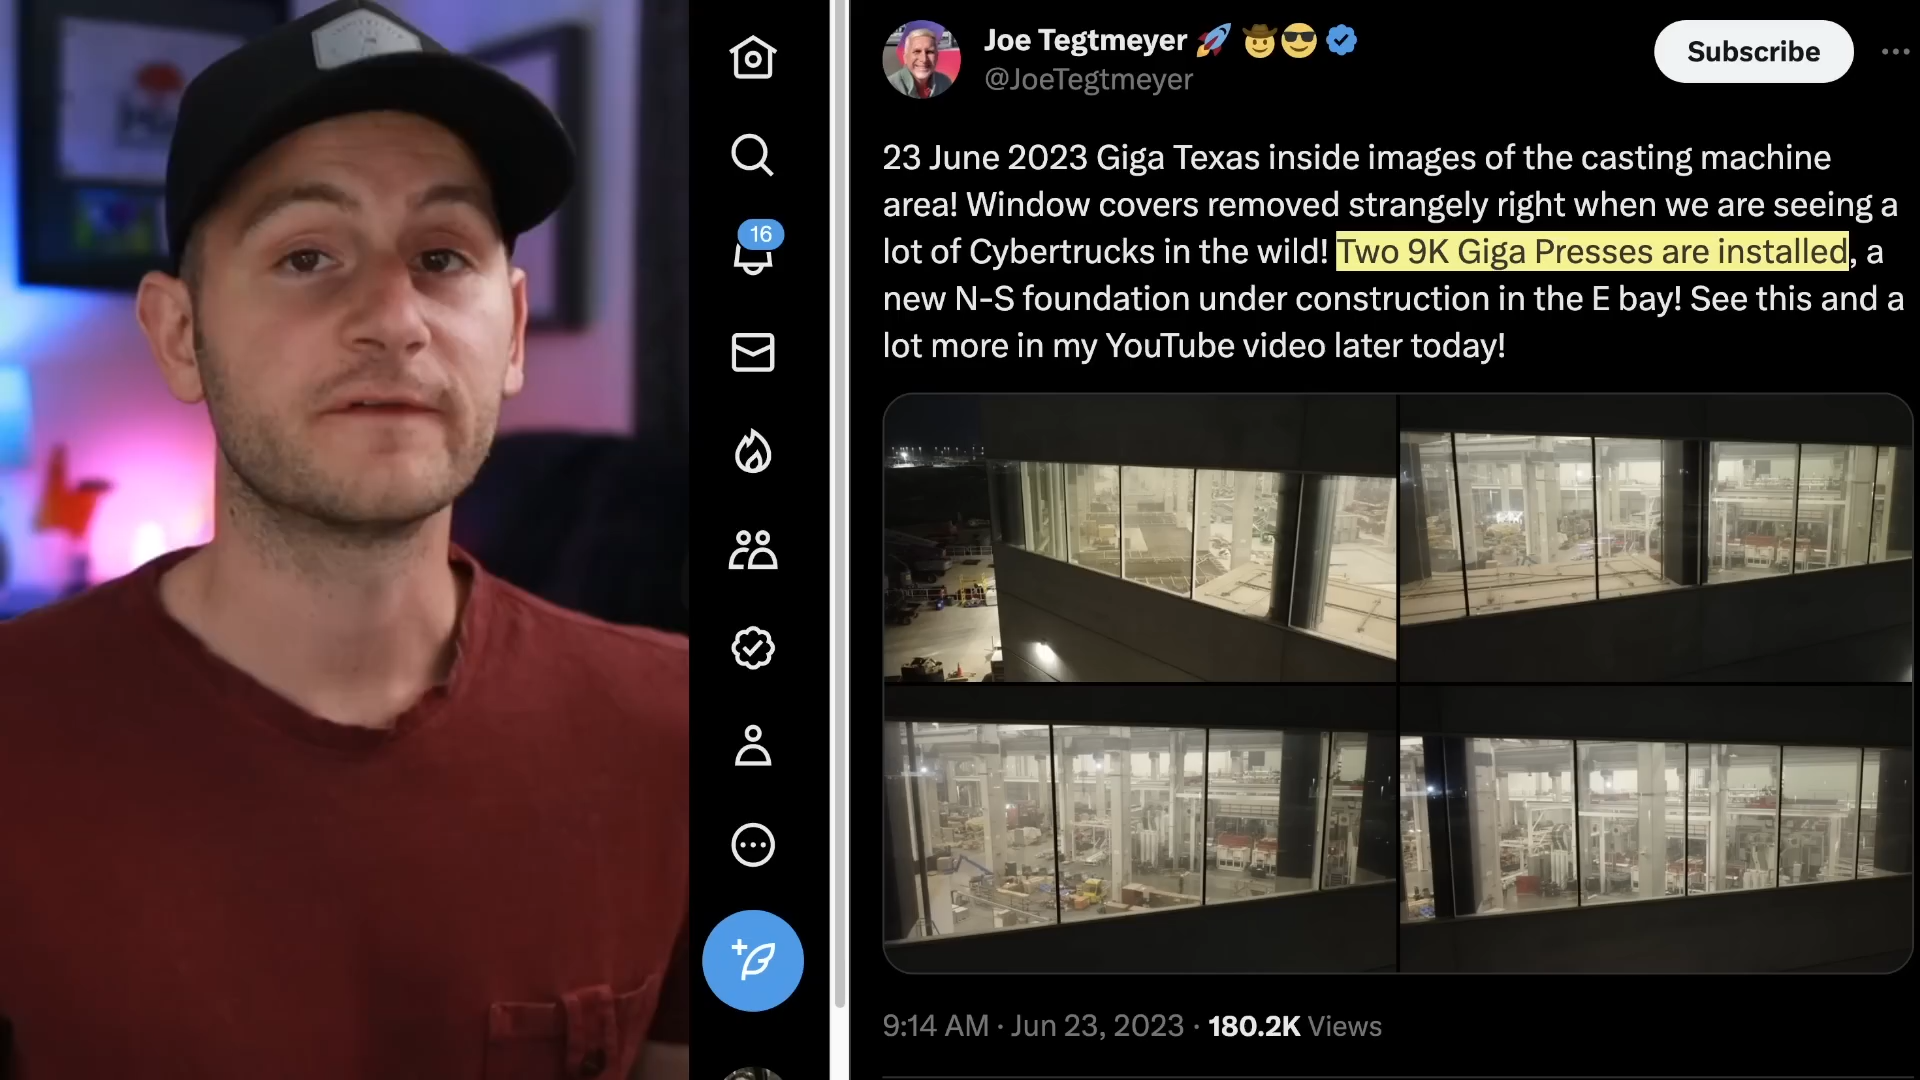 Joe Tegtmeyer 🚀 🤠😎
@JoeTegtmeyer
Subscribe
16
23 June 2023 Giga Texas inside images of the casting machine
area! Window covers removed strangely right when we are seeing a
lot of Cybertrucks in the wild! Two 9K Giga Presses are installed, a
new N-S foundation under construction in the E bay! See this and a
lot more in my YouTube video later today!
9:14 AM · Jun 23, 2023 · 180.2K Views